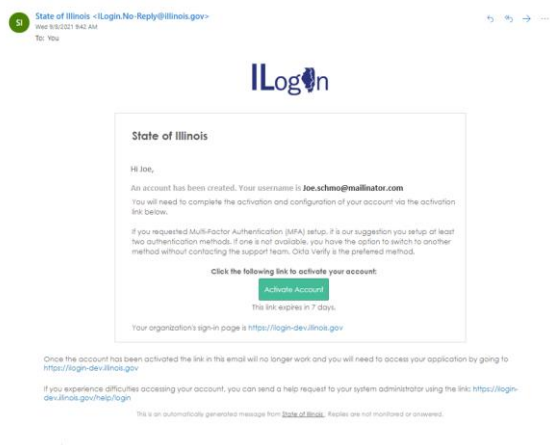 SI
State of Illinois <ILogin.No-Reply@illinois.gov>
Wed 9/8/2021 9:42 AM
To: You
ILogIn
State of Illinois
Hi Joe,
An account has been created. Your username is Joe.schmo@mailinator.com
You will need to complete the activation and configuration of your account via the activation
link below.
If you requested Multi-Factor Authentication (MFA) setup, it is our suggestion you setup at least
two authentication methods. If one is not available, you have the option to switch to another
method without contacting the support team. Okta Verify is the preferred method.
Click the following link to activate your account:
Activate Account
This link expires in 7 days.
Your organization's sign-in page is https://ilogin-dev.illinois.gov
Once the account has been activated the link in this email will no longer work and you will need to access your application by going to
https://ilogin-dev.illinois.gov
If you experience difficulties accessing your account, you can send a help request to your system administrator using the link: https://ilogin-
dev.illinois.gov/help/login
This is an automatically generated message from State of Illinois. Replies are not monitored or answered.